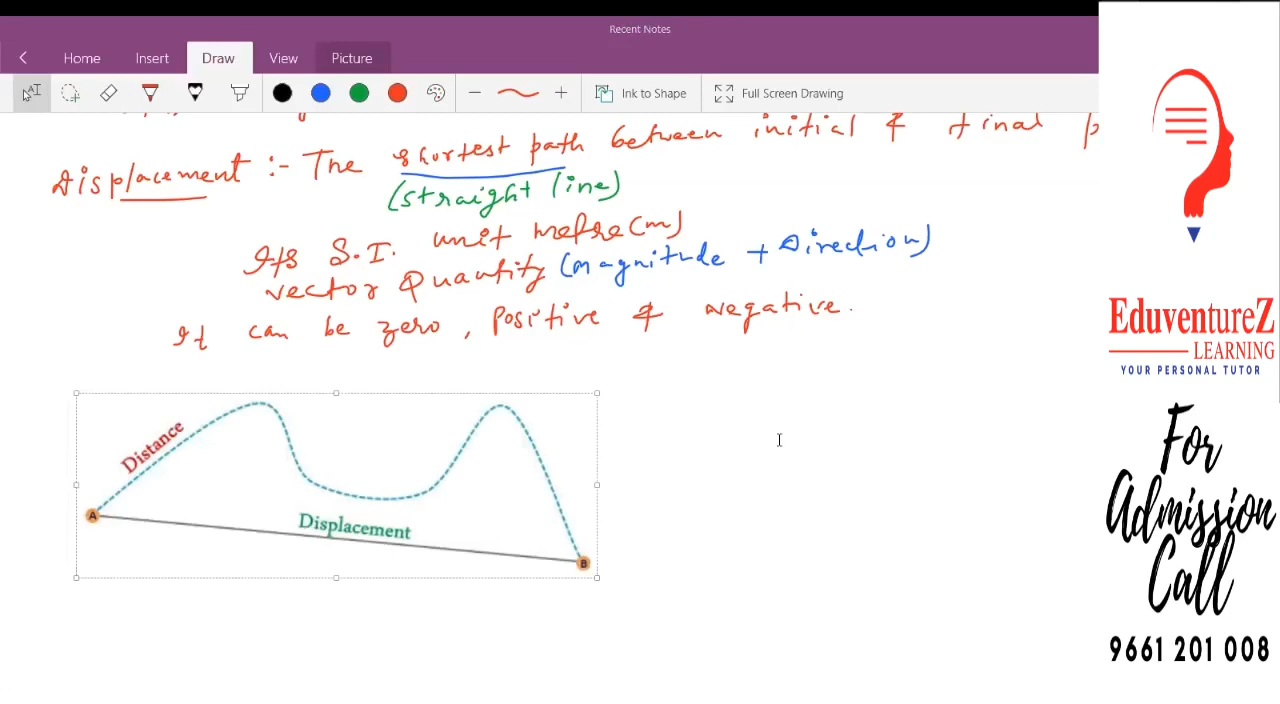 Recent Notes
Home Insert Draw View Picture
Ink to Shape Full Screen Drawing
Displacement :- The shortest path between initial & final p
(straight line)
Its S.I. unit metre(m)
vector Quantity (magnitude + Direction)
It can be zero, positive & negative.
Distance
A
Displacement
B
EduventureZ
LEARNING
YOUR PERSONAL TUTOR
For
Admission
Call
9661 201 008